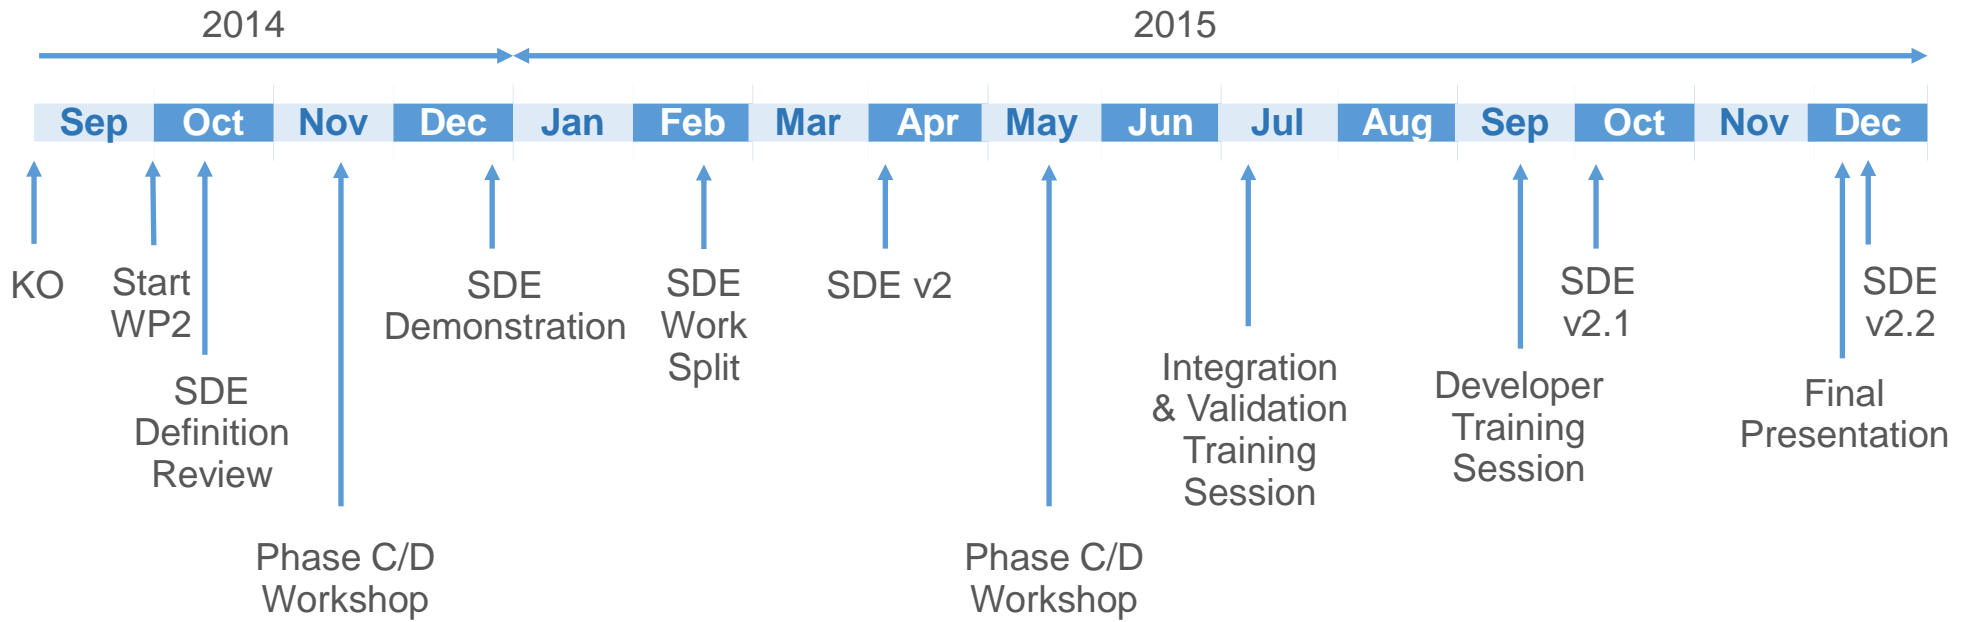 2014
2015
Sep Oct Nov Dec Jan Feb Mar Apr May Jun Jul Aug Sep Oct Nov Dec
KO
Start
WP2
SDE
Definition
Review
Phase C/D
Workshop
SDE
Demonstration
SDE
Work
Split
SDE v2
Phase C/D
Workshop
Integration
& Validation
Training
Session
Developer
Training
Session
SDE
v2.1
Final
Presentation
SDE
v2.2